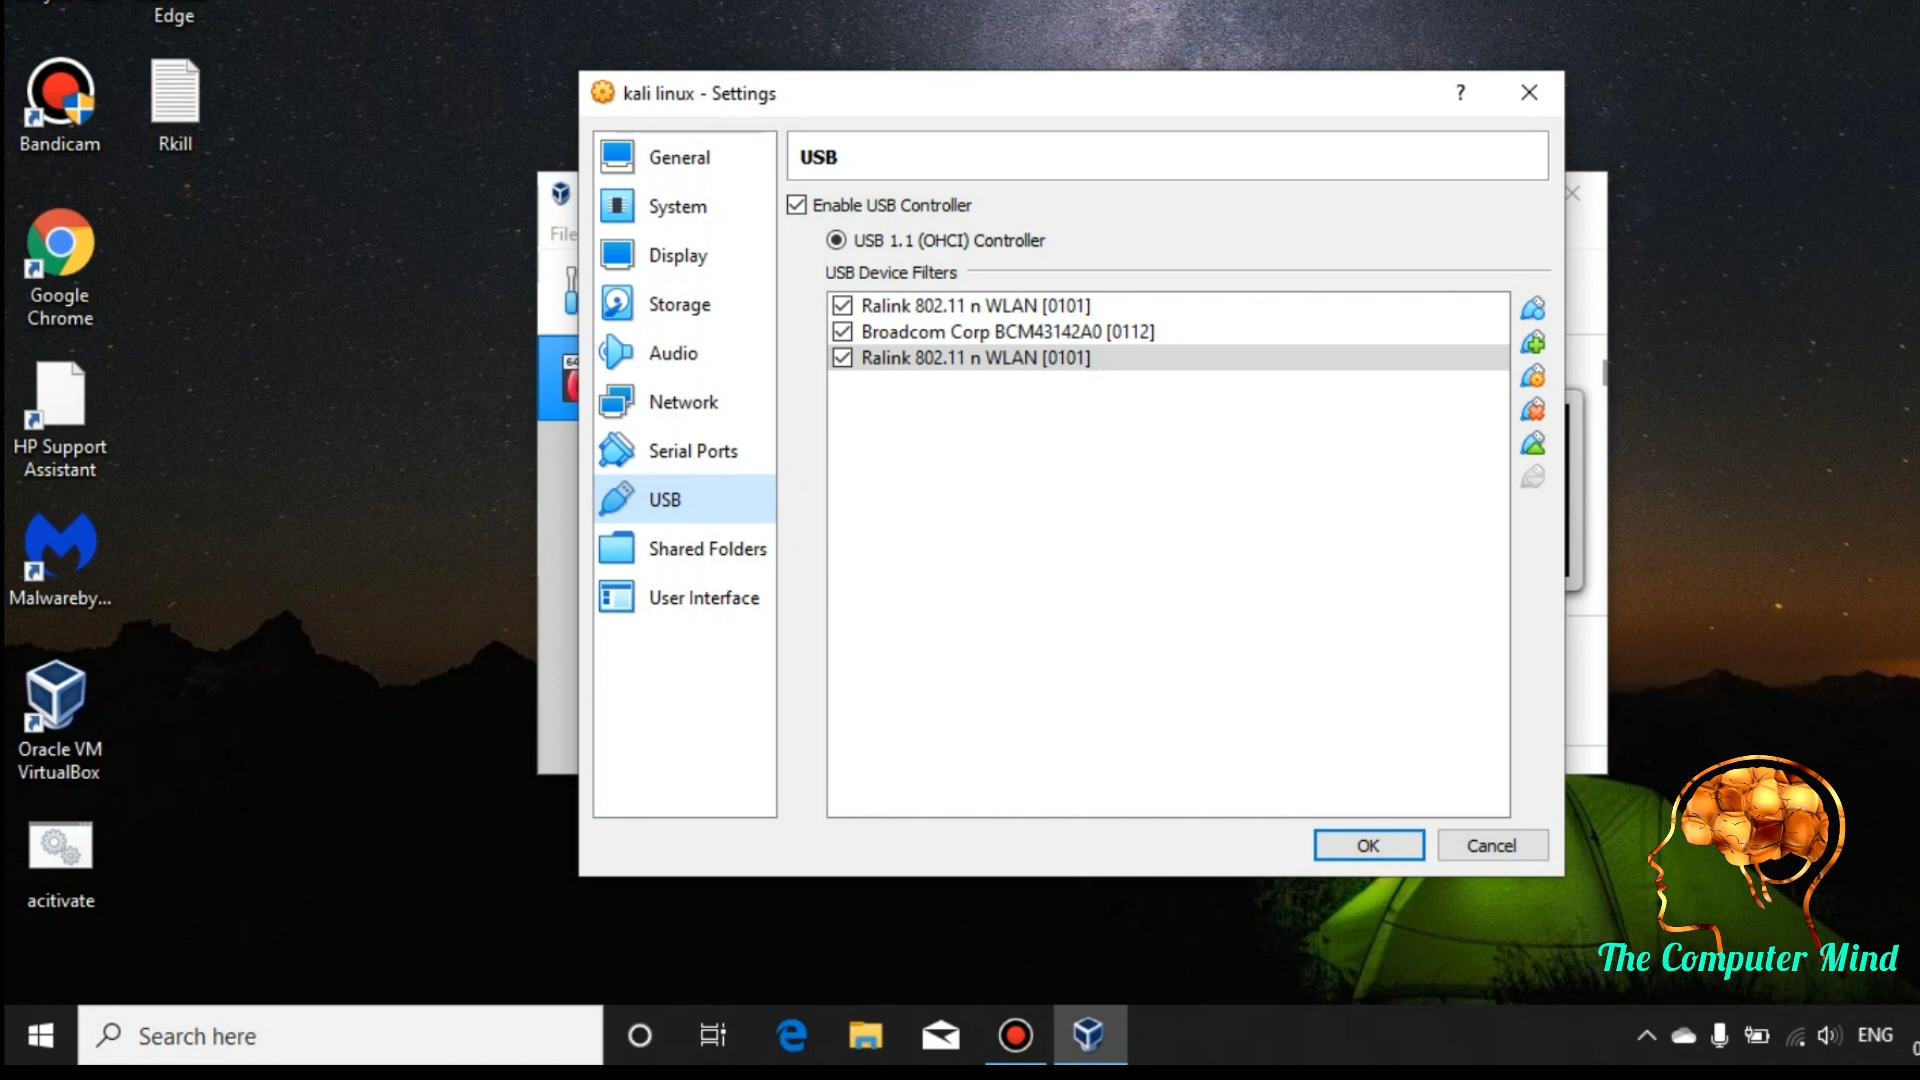 Edge
Bandicam
Rkill
Google
Chrome
HP Support
Assistant
Malwareby...
Oracle VM
VirtualBox
acitivate
File
kali linux - Settings
?
General
System
Display
Storage
Audio
Network
Serial Ports
USB
Shared Folders
User Interface
USB
Enable USB Controller
USB 1.1 (OHCI) Controller
USB Device Filters
Ralink 802.11 n WLAN [0101]
Broadcom Corp BCM43142A0 [0112]
Ralink 802.11 n WLAN [0101]
OK
Cancel
The Computer Mind
Search here
ENG